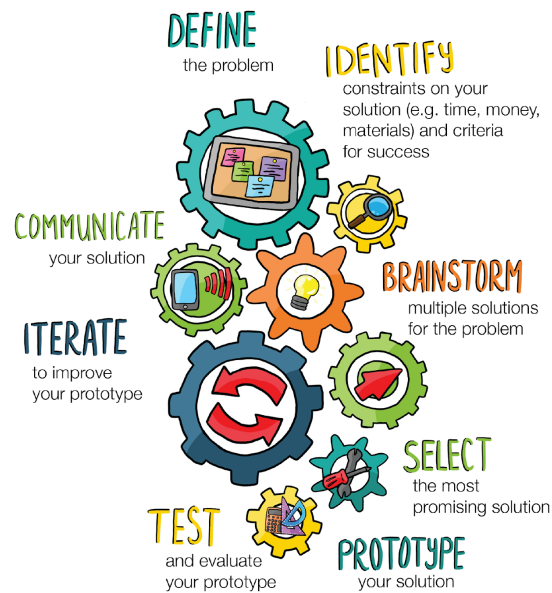 DEFINE
the problem
IDENTIFY
constraints on your
solution (e.g. time, money,
materials) and criteria
for success
BRAINSTORM
multiple solutions
for the problem
SELECT
the most
promising solution
PROTOTYPE
your solution
TEST
and evaluate
your prototype
ITERATE
to improve
your prototype
COMMUNICATE
your solution